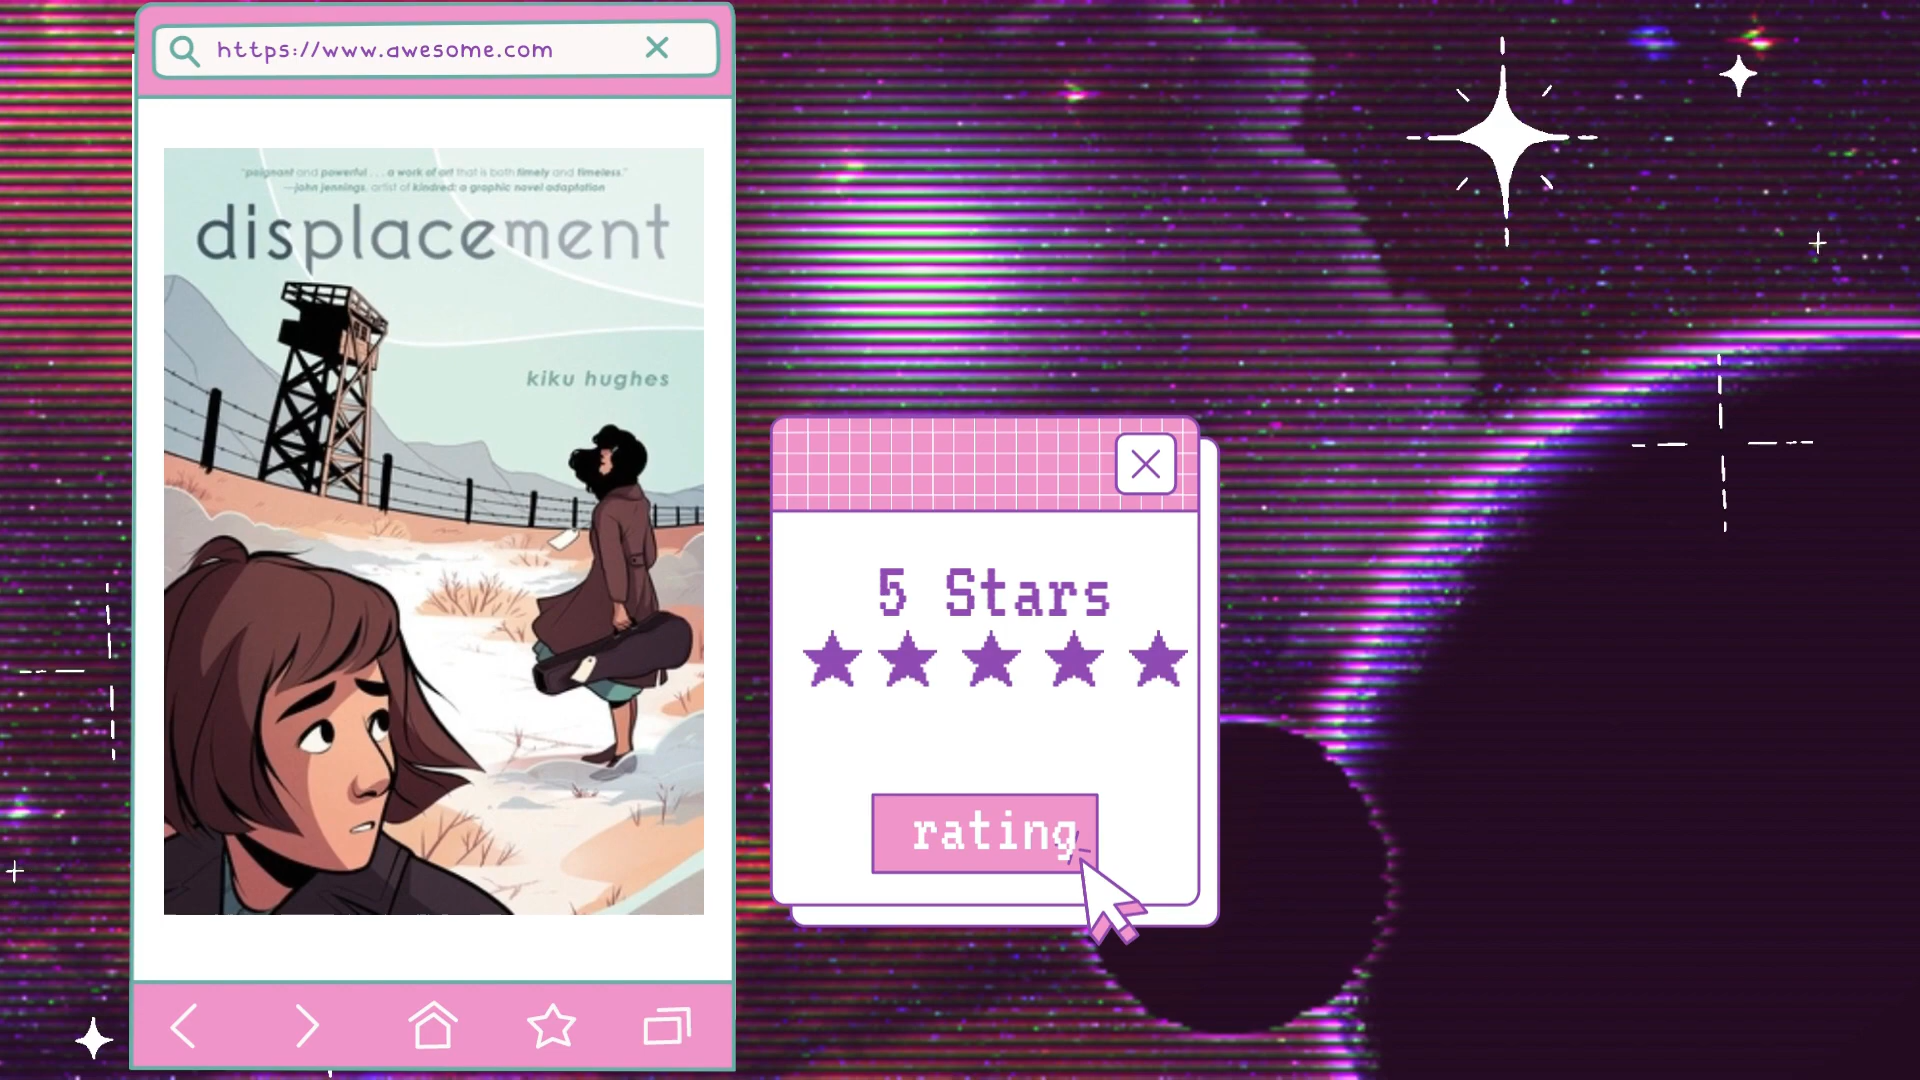 https://www.awesome.com
"poignant and powerful . . . a work of art that is both timely and timeless."
—john jennings, artist of kindred: a graphic novel adaptation
displacement
kiku hughes
5 Stars
rating